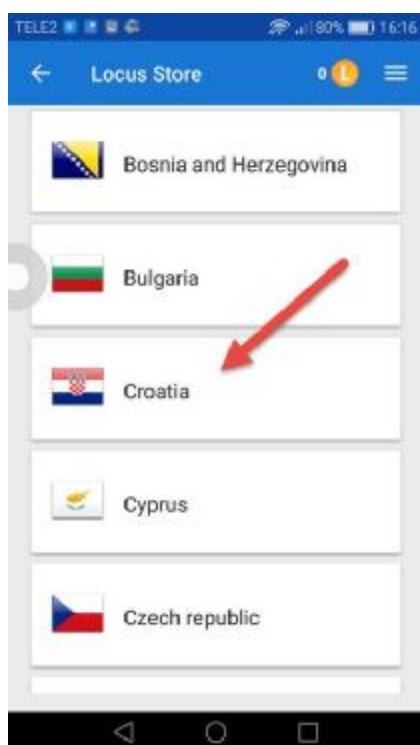 TELE2 80% 16:16
Locus Store 0 L
Bosnia and Herzegovina
Bulgaria
Croatia
Cyprus
Czech republic